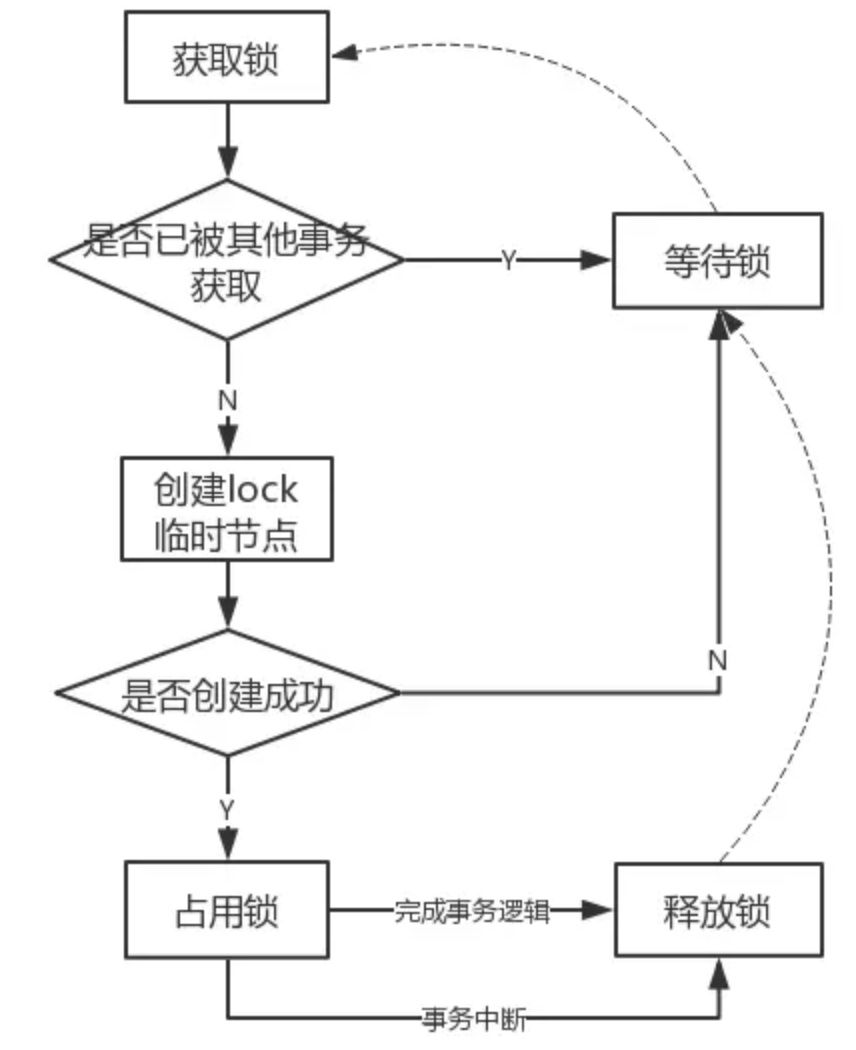 获取锁
是否已被其他事务
获取
Y
等待锁
N
创建lock
临时节点
N
是否创建成功
Y
占用锁
完成事务逻辑
释放锁
事务中断